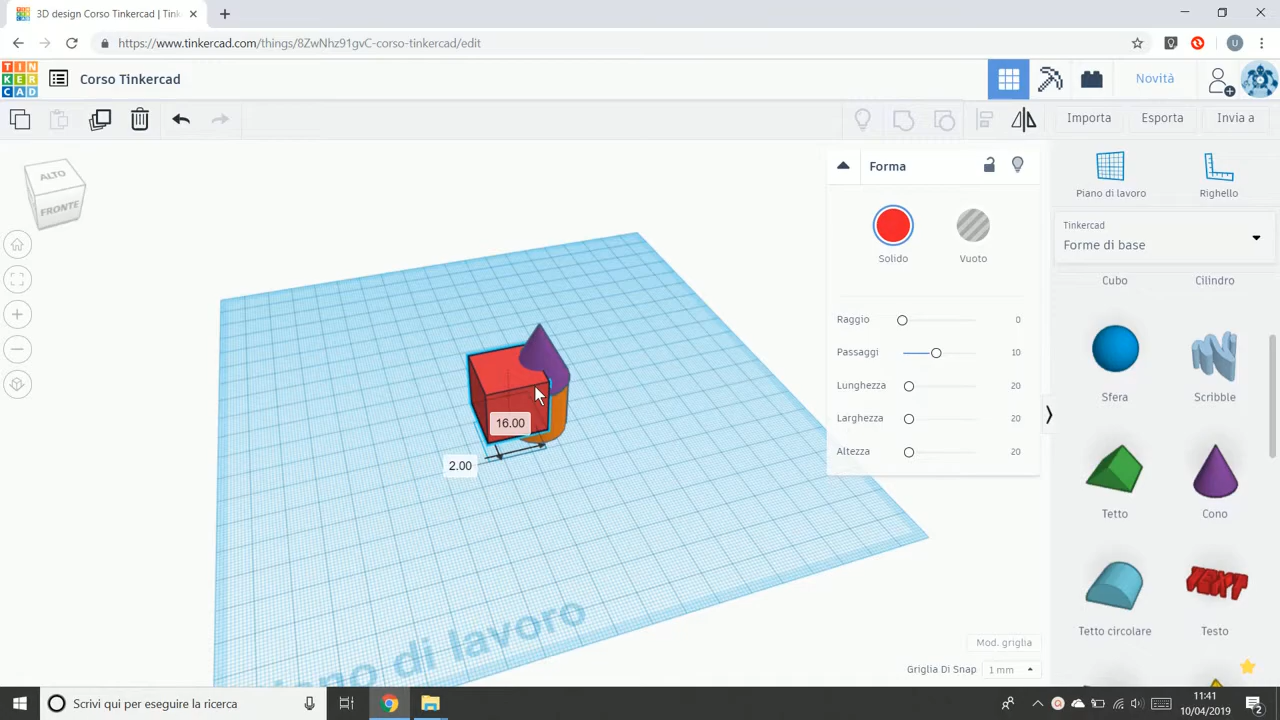 3D design Corso Tinkercad | Tink
https://www.tinkercad.com/things/8ZwNhz91gvC-corso-tinkercad/edit
U
TIN
KER
CAD
Corso Tinkercad
Novità
Importa
Esporta
Invia a
ALTO
FRONTE
Forma
Solido
Vuoto
Raggio
0
Passaggi
10
Lunghezza
20
Larghezza
20
Altezza
20
Piano di lavoro
Righello
Tinkercad
Forme di base
Cubo
Cilindro
Sfera
Scribble
Tetto
Cono
Tetto circolare
TEXT
Testo
16.00
2.00
no di lavoro
Mod. griglia
Griglia Di Snap
1 mm
Scrivi qui per eseguire la ricerca
11:41
10/04/2019
2